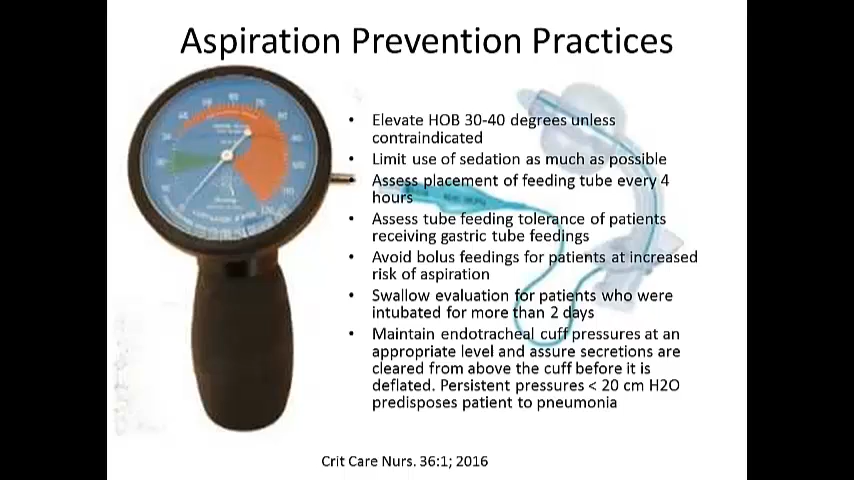 Aspiration Prevention Practices
• Elevate HOB 30-40 degrees unless
contraindicated
• Limit use of sedation as much as possible
• Assess placement of feeding tube every 4
hours
• Assess tube feeding tolerance of patients
receiving gastric tube feedings
• Avoid bolus feedings for patients at increased
risk of aspiration
• Swallow evaluation for patients who were
intubated for more than 2 days
• Maintain endotracheal cuff pressures at an
appropriate level and assure secretions are
cleared from above the cuff before it is
deflated. Persistent pressures < 20 cm H2O
predisposes patient to pneumonia
Crit Care Nurs. 36:1; 2016